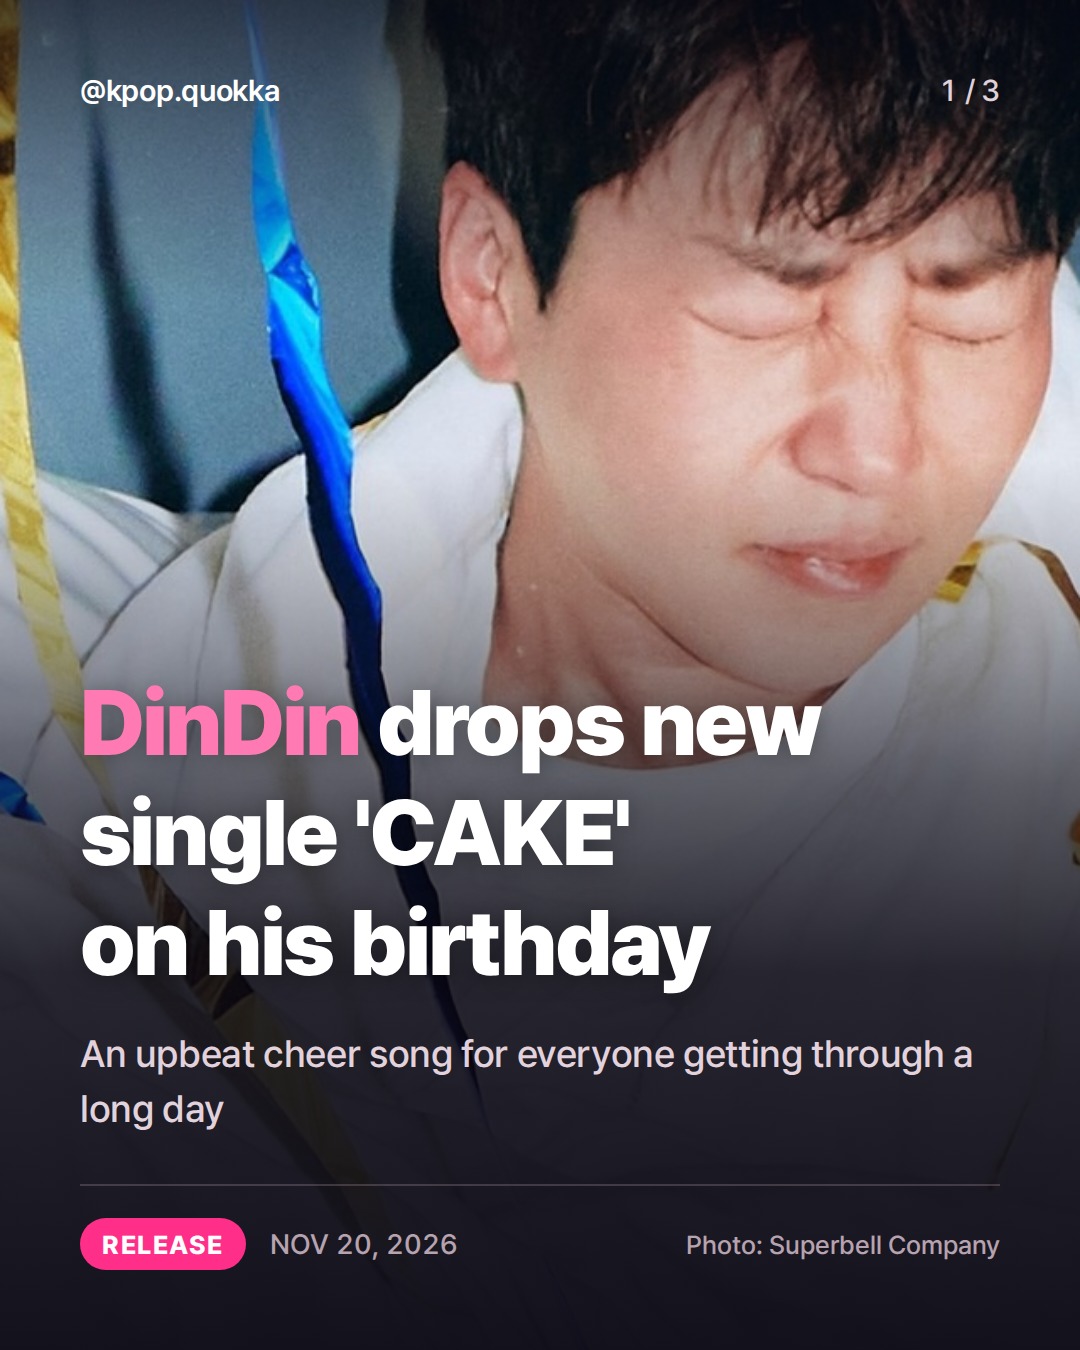 @kpop.quokka
1 / 3
DinDin drops new
single 'CAKE'
on his birthday
An upbeat cheer song for everyone getting through a
long day
RELEASE
NOV 20, 2026
Photo: Superbell Company